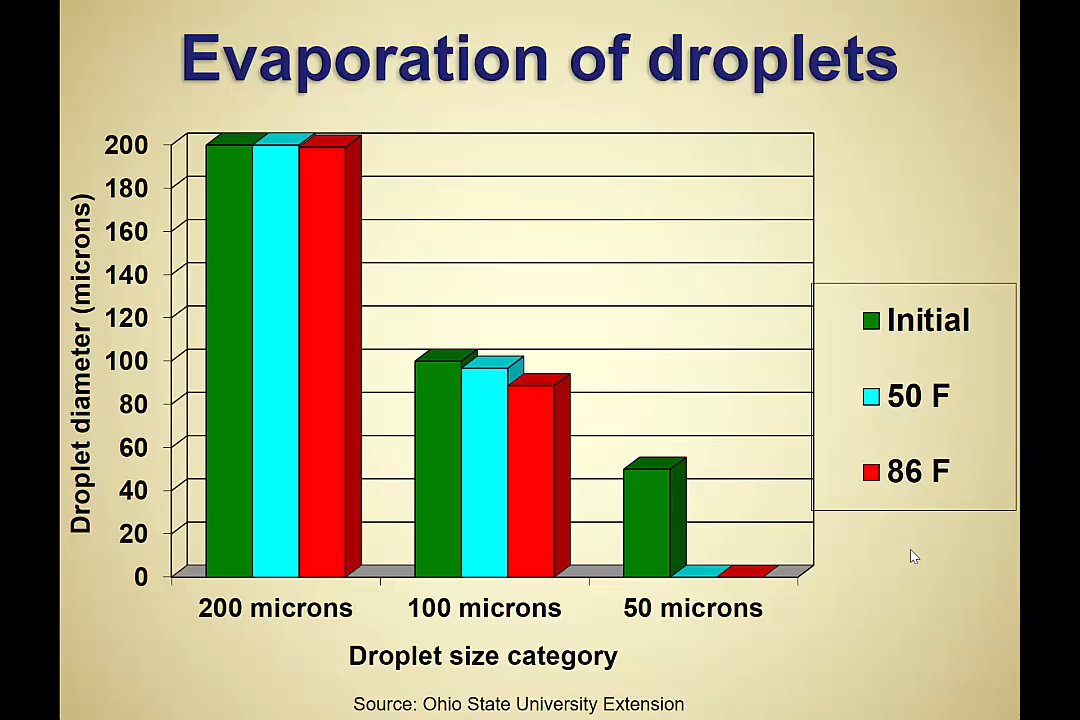 Evaporation of droplets
Droplet diameter (microns)
200
180
160
140
120
100
80
60
40
20
0
200 microns
100 microns
50 microns
Droplet size category
Initial
50 F
86 F
Source: Ohio State University Extension